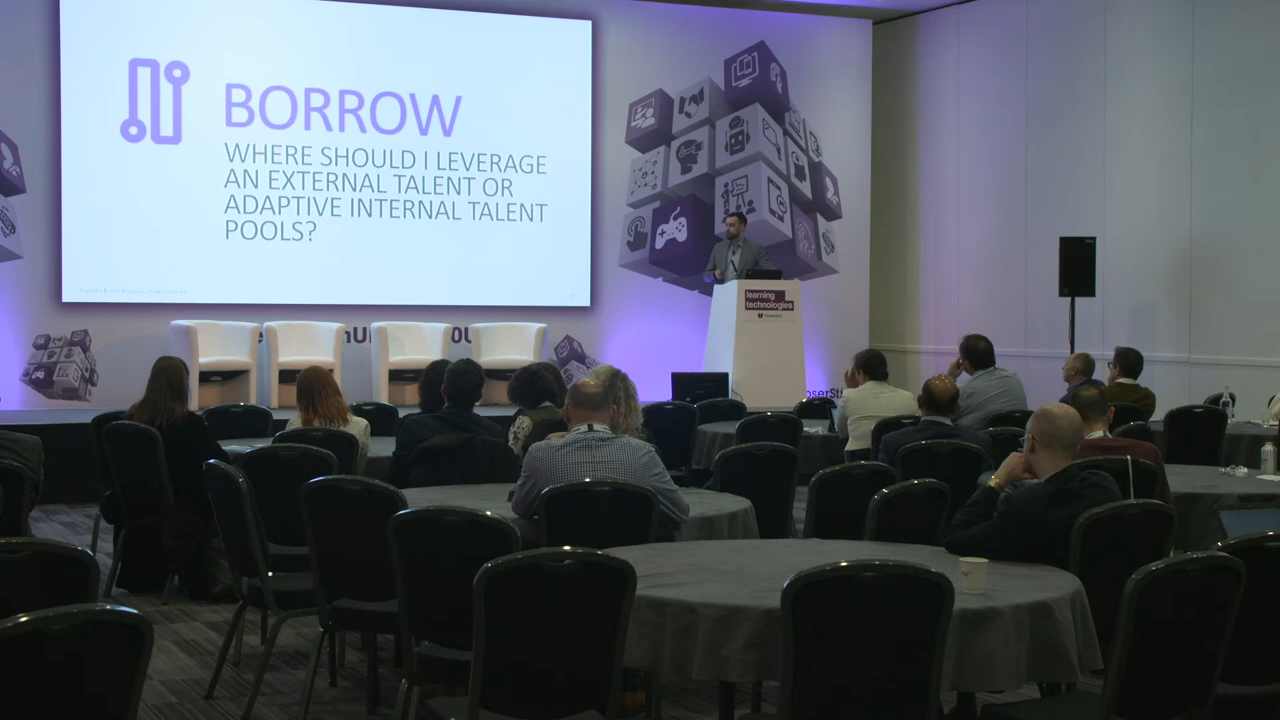 BORROW
WHERE SHOULD I LEVERAGE
AN EXTERNAL TALENT OR
ADAPTIVE INTERNAL TALENT
POOLS?
learning
technologies